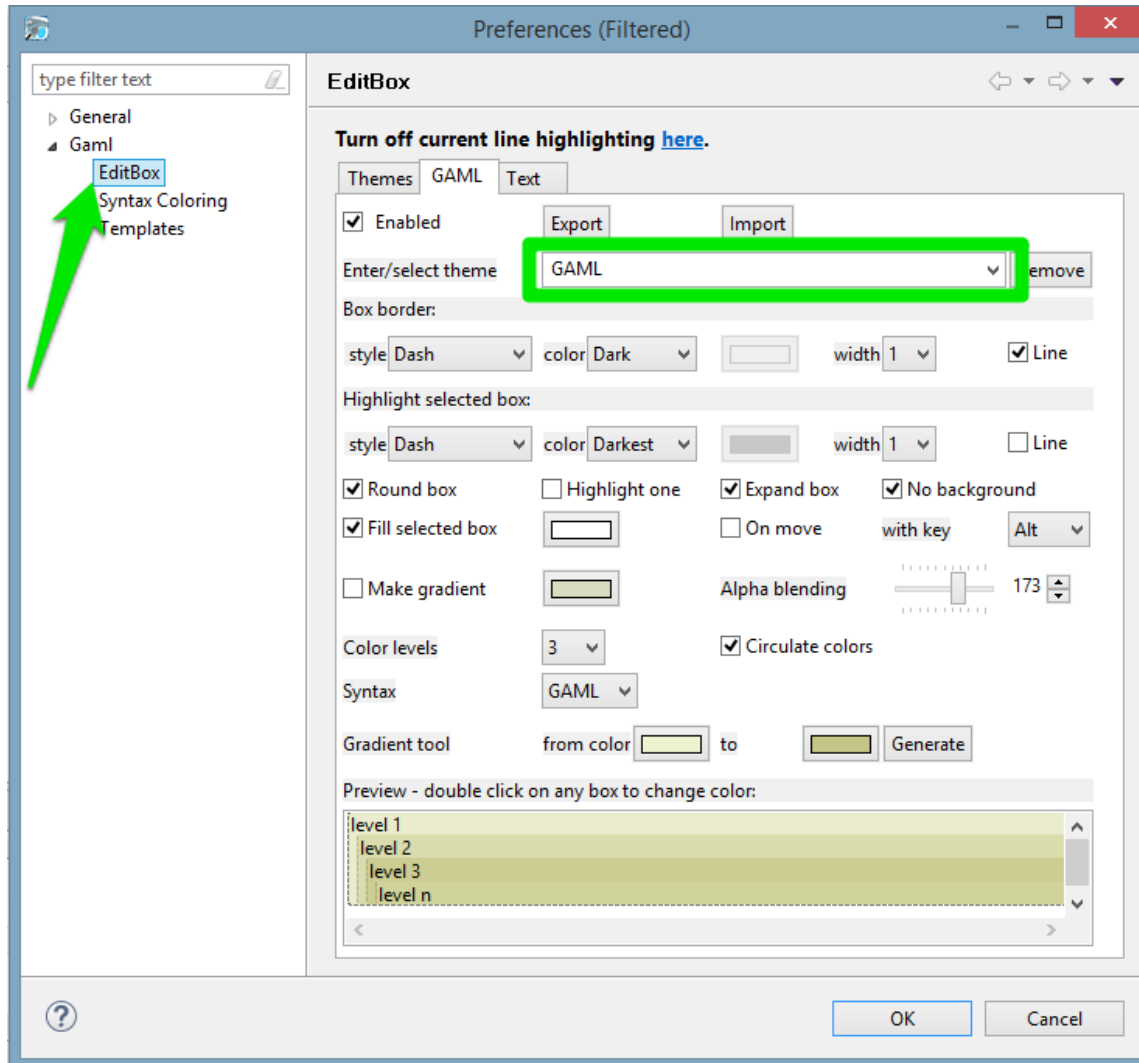 Preferences (Filtered)
type filter text
General
Gaml
EditBox
Syntax Coloring
Templates
EditBox
Turn off current line highlighting here.
Themes GAML Text
Enabled Export Import
Enter/select theme GAML emove
Box border:
style Dash color Dark width 1 Line
Highlight selected box:
style Dash color Darkest width 1 Line
Round box Highlight one Expand box No background
Fill selected box On move with key Alt
Make gradient Alpha blending 173
Color levels 3 Circulate colors
Syntax GAML
Gradient tool from color to Generate
Preview - double click on any box to change color:
level 1
level 2
level 3
level n
OK Cancel